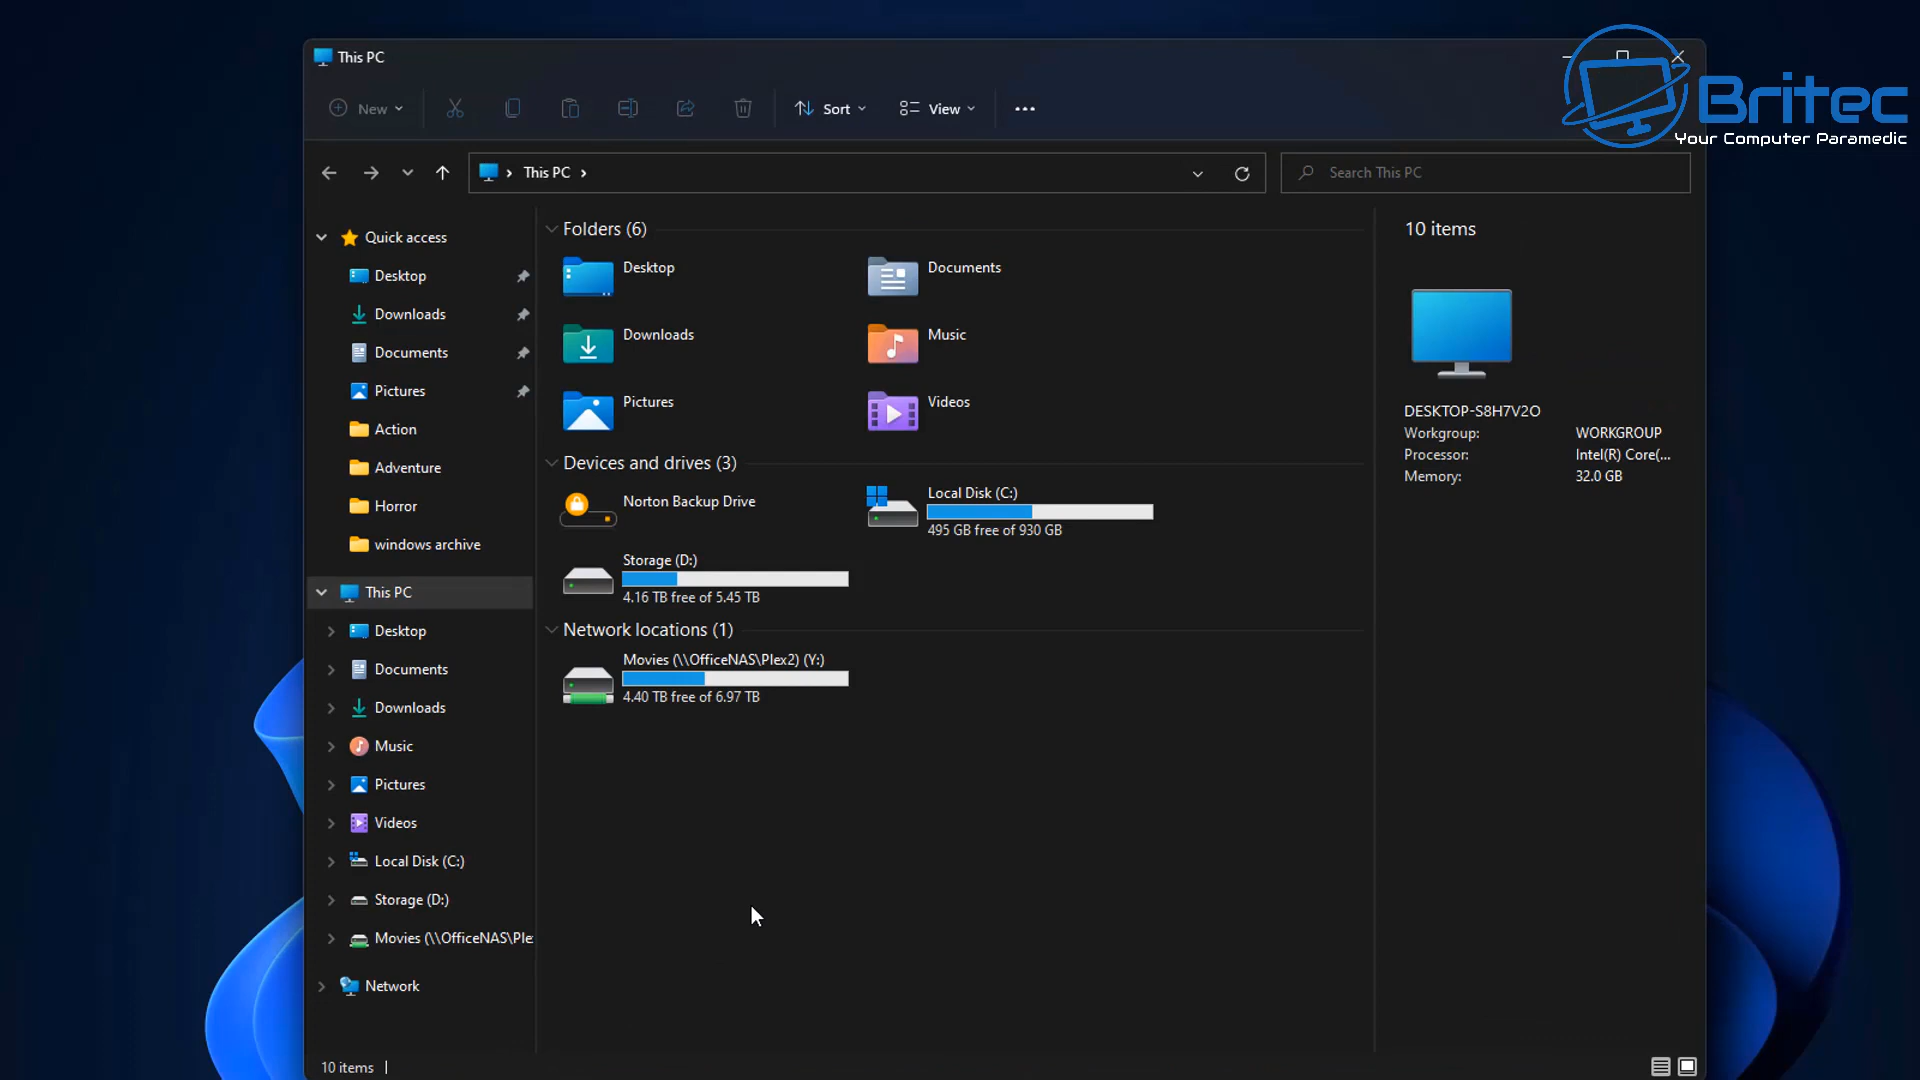 This PC
Britec
Your Computer Paramedic
New
Sort
View
This PC
Search This PC
Quick access
Desktop
Downloads
Documents
Pictures
Action
Adventure
Horror
windows archive
This PC
Desktop
Documents
Downloads
Music
Pictures
Videos
Local Disk (C:)
Storage (D:)
Movies (\\OfficeNAS\Ple
Network
Folders (6)
Desktop
Documents
Downloads
Music
Pictures
Videos
Devices and drives (3)
Norton Backup Drive
Local Disk (C:)
495 GB free of 930 GB
Storage (D:)
4.16 TB free of 5.45 TB
Network locations (1)
Movies (\\OfficeNAS\Plex2) (Y:)
4.40 TB free of 6.97 TB
10 items
DESKTOP-S8H7V2O
Workgroup: WORKGROUP
Processor: Intel(R) Core(...
Memory: 32.0 GB
10 items